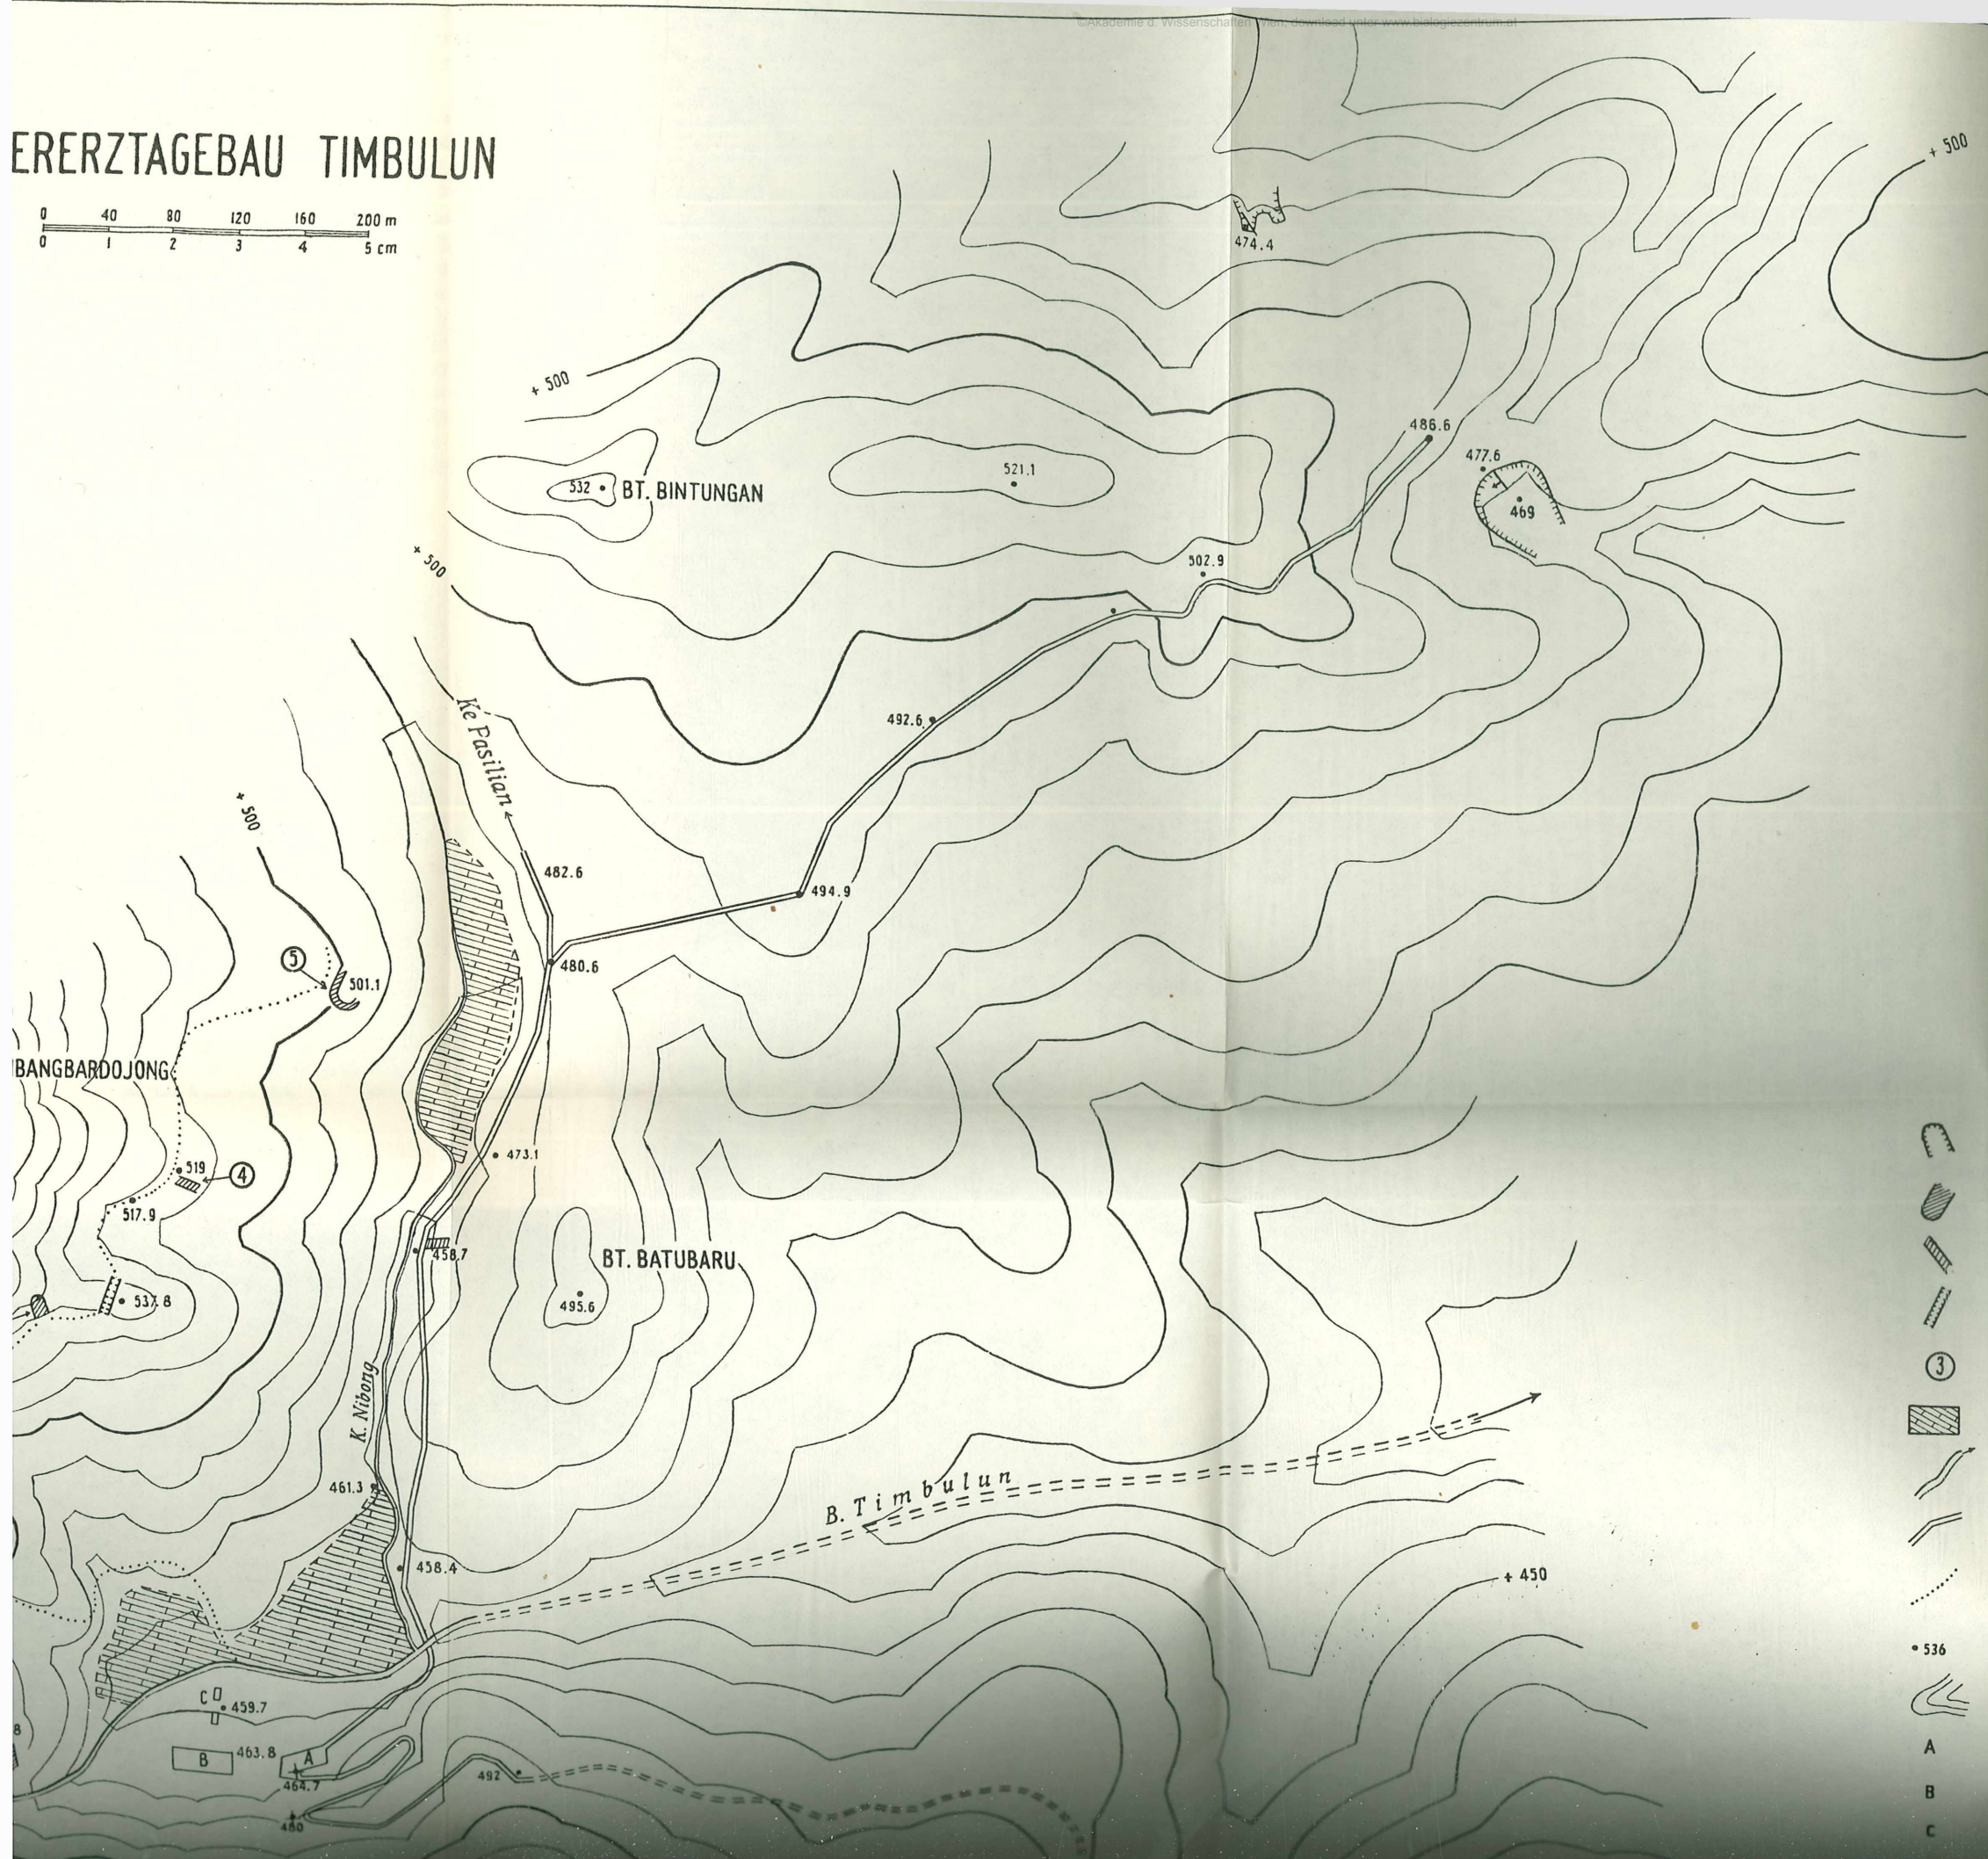 ©Akademie d. Wissenschaften Wien; download unter www.biologiezentrum.at
ERERZTAGEBAU TIMBULUN
0 40 80 120 160 200 m
0 1 2 3 4 5 cm
+ 500
474.4
+ 500
486.6
477.6
469
532
BT. BINTUNGAN
521.1
502.9
+ 500
492.6
Ke Pasilian
+ 500
482.6
494.9
480.6
5
501.1
BANGBARDOJONG
473.1
519
4
517.9
458.7
BT. BATUBARU
495.6
537.8
3
K. Nibong
461.3
B. Timbulun
458.4
+ 450
536
C
459.7
8
B
463.8
A
464.7
492
480
A
B
C